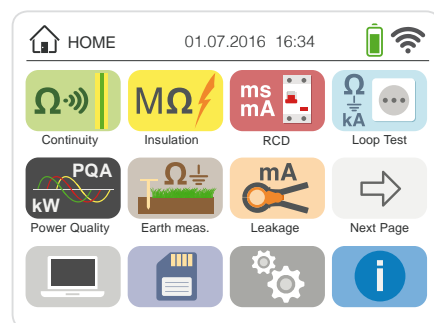 HOME 01.07.2016 16:34
Ω MΩ ms mA Ω kA
Continuity Insulation RCD Loop Test
PQA kW Ω mA
Power Quality Earth meas. Leakage Next Page
i